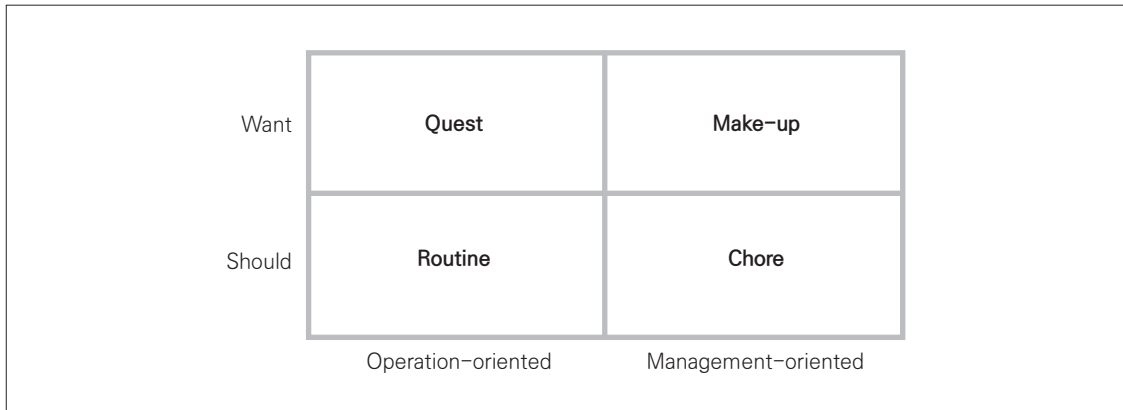 Want
Quest
Make-up
Should
Routine
Chore
Operation-oriented
Management-oriented